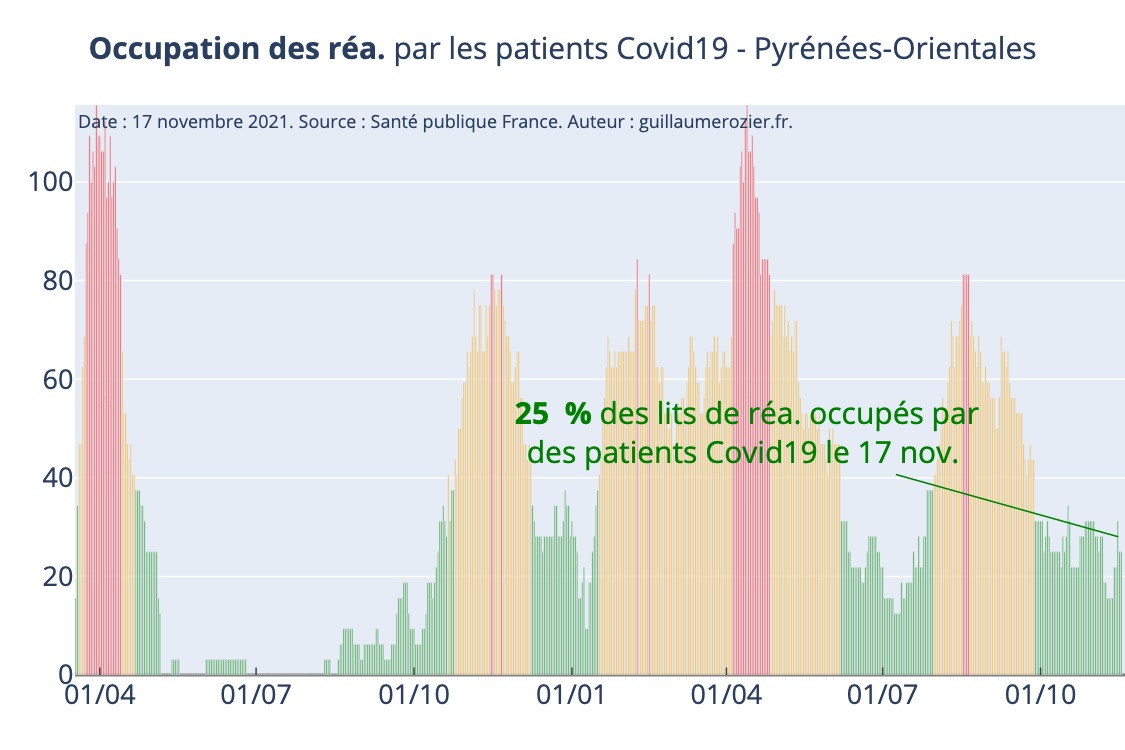 Occupation des réa. par les patients Covid19 - Pyrénées-Orientales
Date : 17 novembre 2021. Source : Santé publique France. Auteur : guillaumerozier.fr.
100
80
60
25  % des lits de réa. occupés par
des patients Covid19 le 17 nov.
40
20
0
01/04 01/07 01/10 01/01 01/04 01/07 01/10